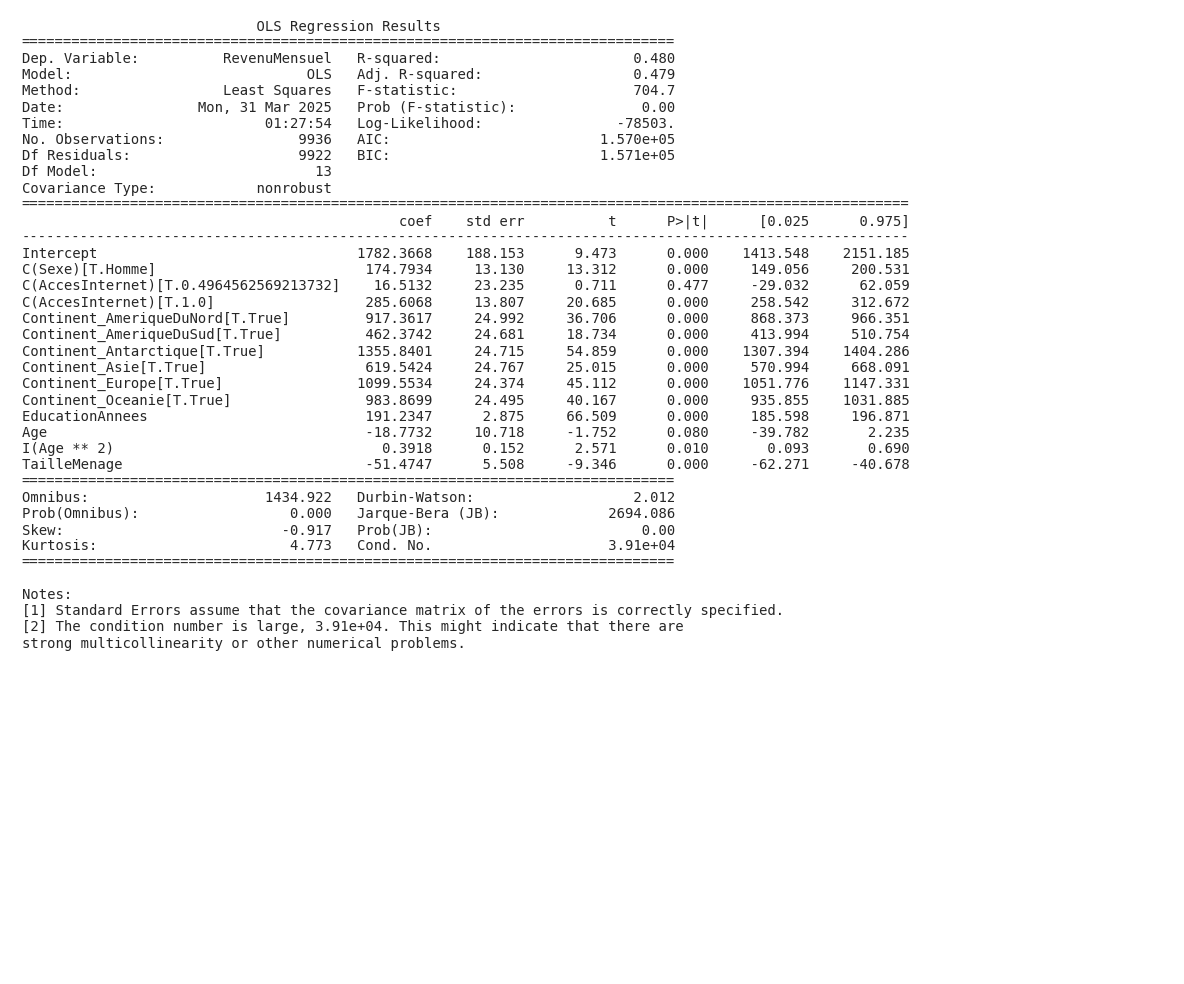 OLS Regression Results
==============================================================================
Dep. Variable:          RevenuMensuel   R-squared:                       0.480
Model:                            OLS   Adj. R-squared:                  0.479
Method:                 Least Squares   F-statistic:                     704.7
Date:                Mon, 31 Mar 2025   Prob (F-statistic):               0.00
Time:                        01:27:54   Log-Likelihood:                -78503.
No. Observations:                9936   AIC:                         1.570e+05
Df Residuals:                    9922   BIC:                         1.571e+05
Df Model:                          13
Covariance Type:            nonrobust
==========================================================================================================
                                             coef    std err          t      P>|t|      [0.025      0.975]
----------------------------------------------------------------------------------------------------------
Intercept                               1782.3668    188.153      9.473      0.000    1413.548    2151.185
C(Sexe)[T.Homme]                         174.7934     13.130     13.312      0.000     149.056     200.531
C(AccesInternet)[T.0.4964562569213732]    16.5132     23.235      0.711      0.477     -29.032      62.059
C(AccesInternet)[T.1.0]                  285.6068     13.807     20.685      0.000     258.542     312.672
Continent_AmeriqueDuNord[T.True]         917.3617     24.992     36.706      0.000     868.373     966.351
Continent_AmeriqueDuSud[T.True]          462.3742     24.681     18.734      0.000     413.994     510.754
Continent_Antarctique[T.True]           1355.8401     24.715     54.859      0.000    1307.394    1404.286
Continent_Asie[T.True]                   619.5424     24.767     25.015      0.000     570.994     668.091
Continent_Europe[T.True]                1099.5534     24.374     45.112      0.000    1051.776    1147.331
Continent_Oceanie[T.True]                983.8699     24.495     40.167      0.000     935.855    1031.885
EducationAnnees                          191.2347      2.875     66.509      0.000     185.598     196.871
Age                                      -18.7732     10.718     -1.752      0.080     -39.782       2.235
I(Age ** 2)                                0.3918      0.152      2.571      0.010       0.093       0.690
TailleMenage                             -51.4747      5.508     -9.346      0.000     -62.271     -40.678
==============================================================================
Omnibus:                     1434.922   Durbin-Watson:                   2.012
Prob(Omnibus):                  0.000   Jarque-Bera (JB):             2694.086
Skew:                          -0.917   Prob(JB):                         0.00
Kurtosis:                       4.773   Cond. No.                     3.91e+04
==============================================================================

Notes:
[1] Standard Errors assume that the covariance matrix of the errors is correctly specified.
[2] The condition number is large, 3.91e+04. This might indicate that there are
strong multicollinearity or other numerical problems.